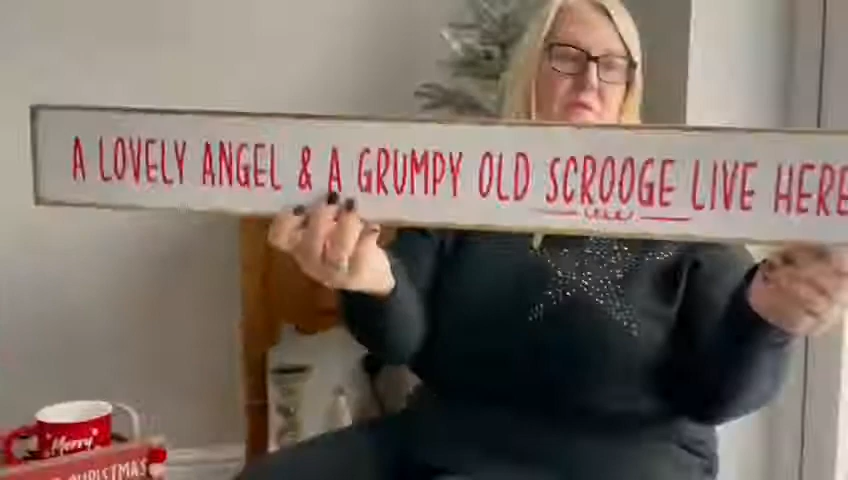 A LOVELY ANGEL & A GRUMPY OLD SCROOGE LIVE HERE
Merry
CHRISTMAS